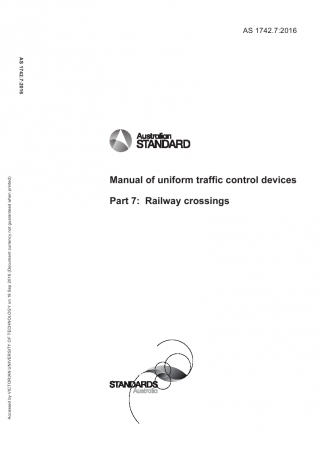 AS 1742.7:2016
AS 1742.7:2016
Australian
STANDARD
Manual of uniform traffic control devices
Part 7: Railway crossings
Accessed by VICTORIAN UNIVERSITY OF TECHNOLOGY on 16 Sep 2016 (Document currency not guaranteed when printed)
STANDARDS
Australia